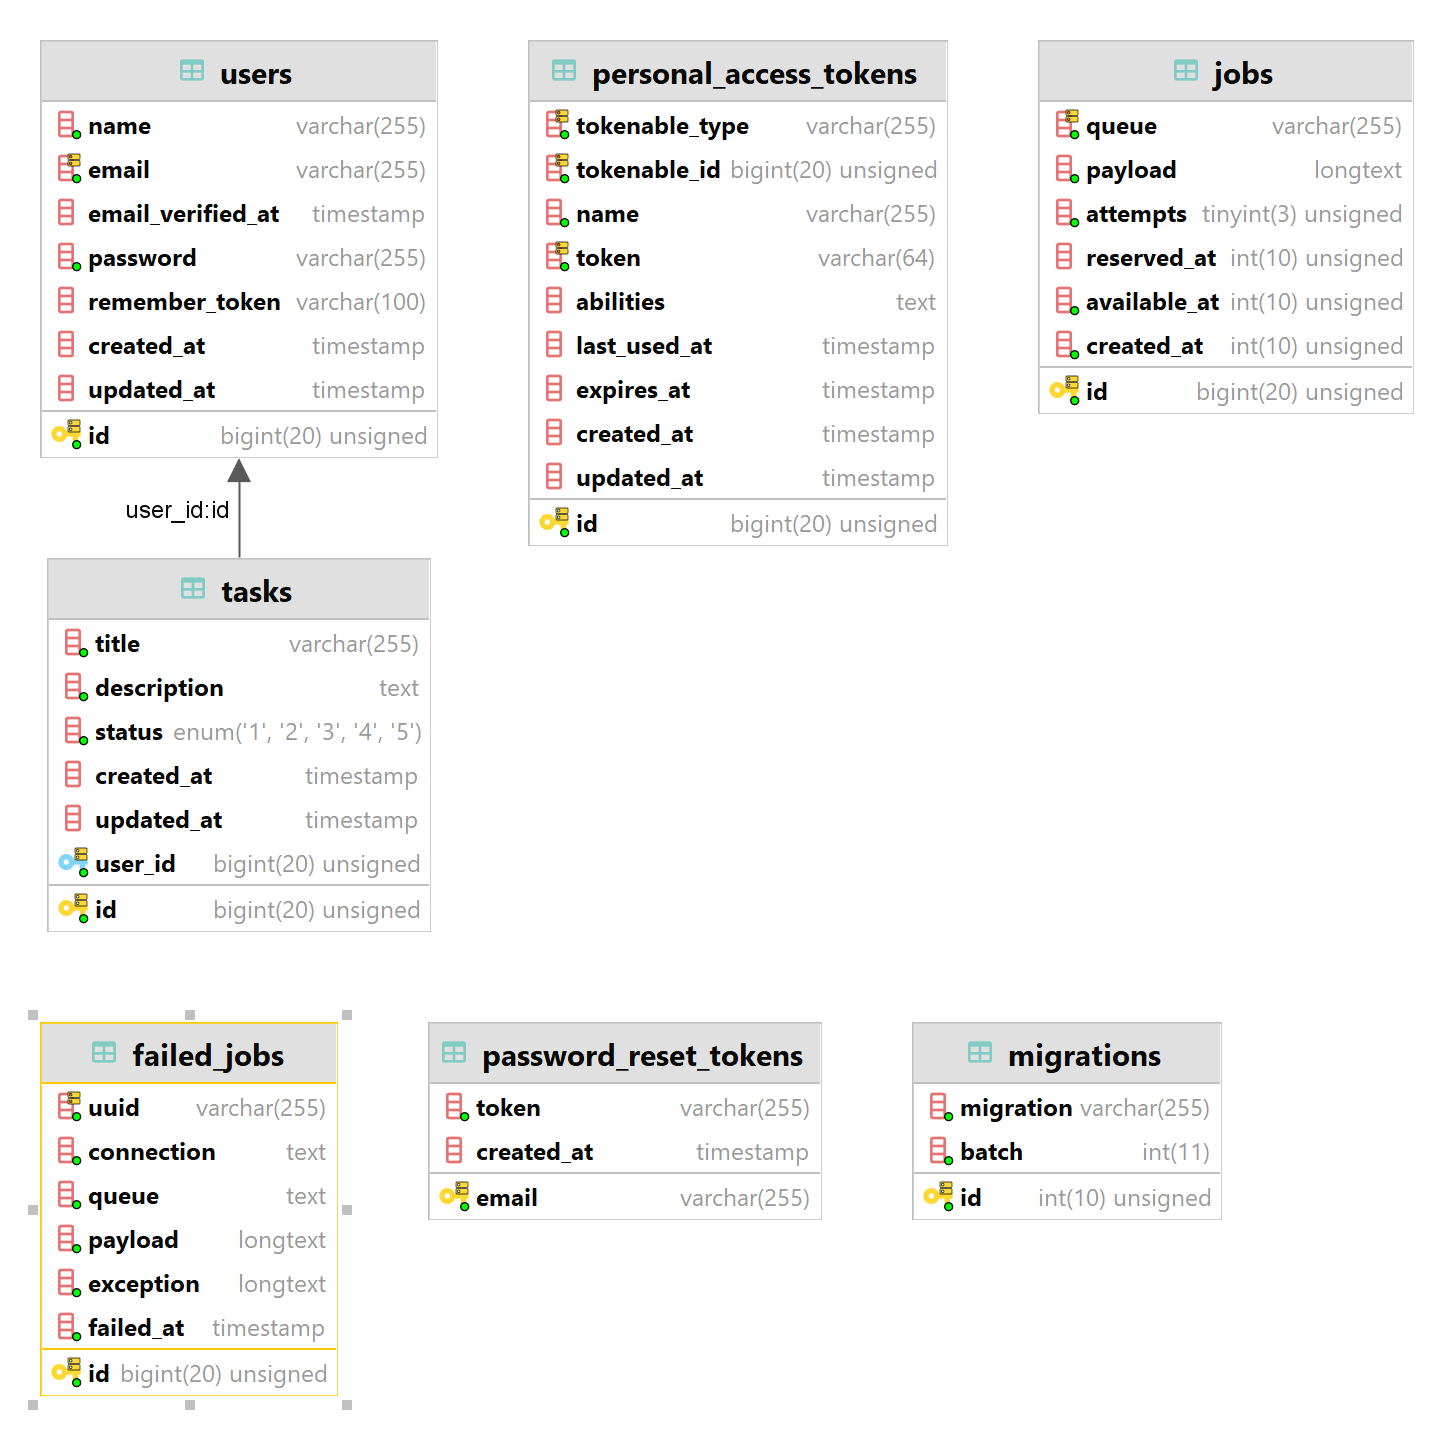 users
name varchar(255)
email varchar(255)
email_verified_at timestamp
password varchar(255)
remember_token varchar(100)
created_at timestamp
updated_at timestamp
id bigint(20) unsigned
personal_access_tokens
tokenable_type varchar(255)
tokenable_id bigint(20) unsigned
name varchar(255)
token varchar(64)
abilities text
last_used_at timestamp
expires_at timestamp
created_at timestamp
updated_at timestamp
id bigint(20) unsigned
jobs
queue varchar(255)
payload longtext
attempts tinyint(3) unsigned
reserved_at int(10) unsigned
available_at int(10) unsigned
created_at int(10) unsigned
id bigint(20) unsigned
user_id:id
tasks
title varchar(255)
description text
status enum('1', '2', '3', '4', '5')
created_at timestamp
updated_at timestamp
user_id bigint(20) unsigned
id bigint(20) unsigned
failed_jobs
uuid varchar(255)
connection text
queue text
payload longtext
exception longtext
failed_at timestamp
id bigint(20) unsigned
password_reset_tokens
token varchar(255)
created_at timestamp
email varchar(255)
migrations
migration varchar(255)
batch int(11)
id int(10) unsigned